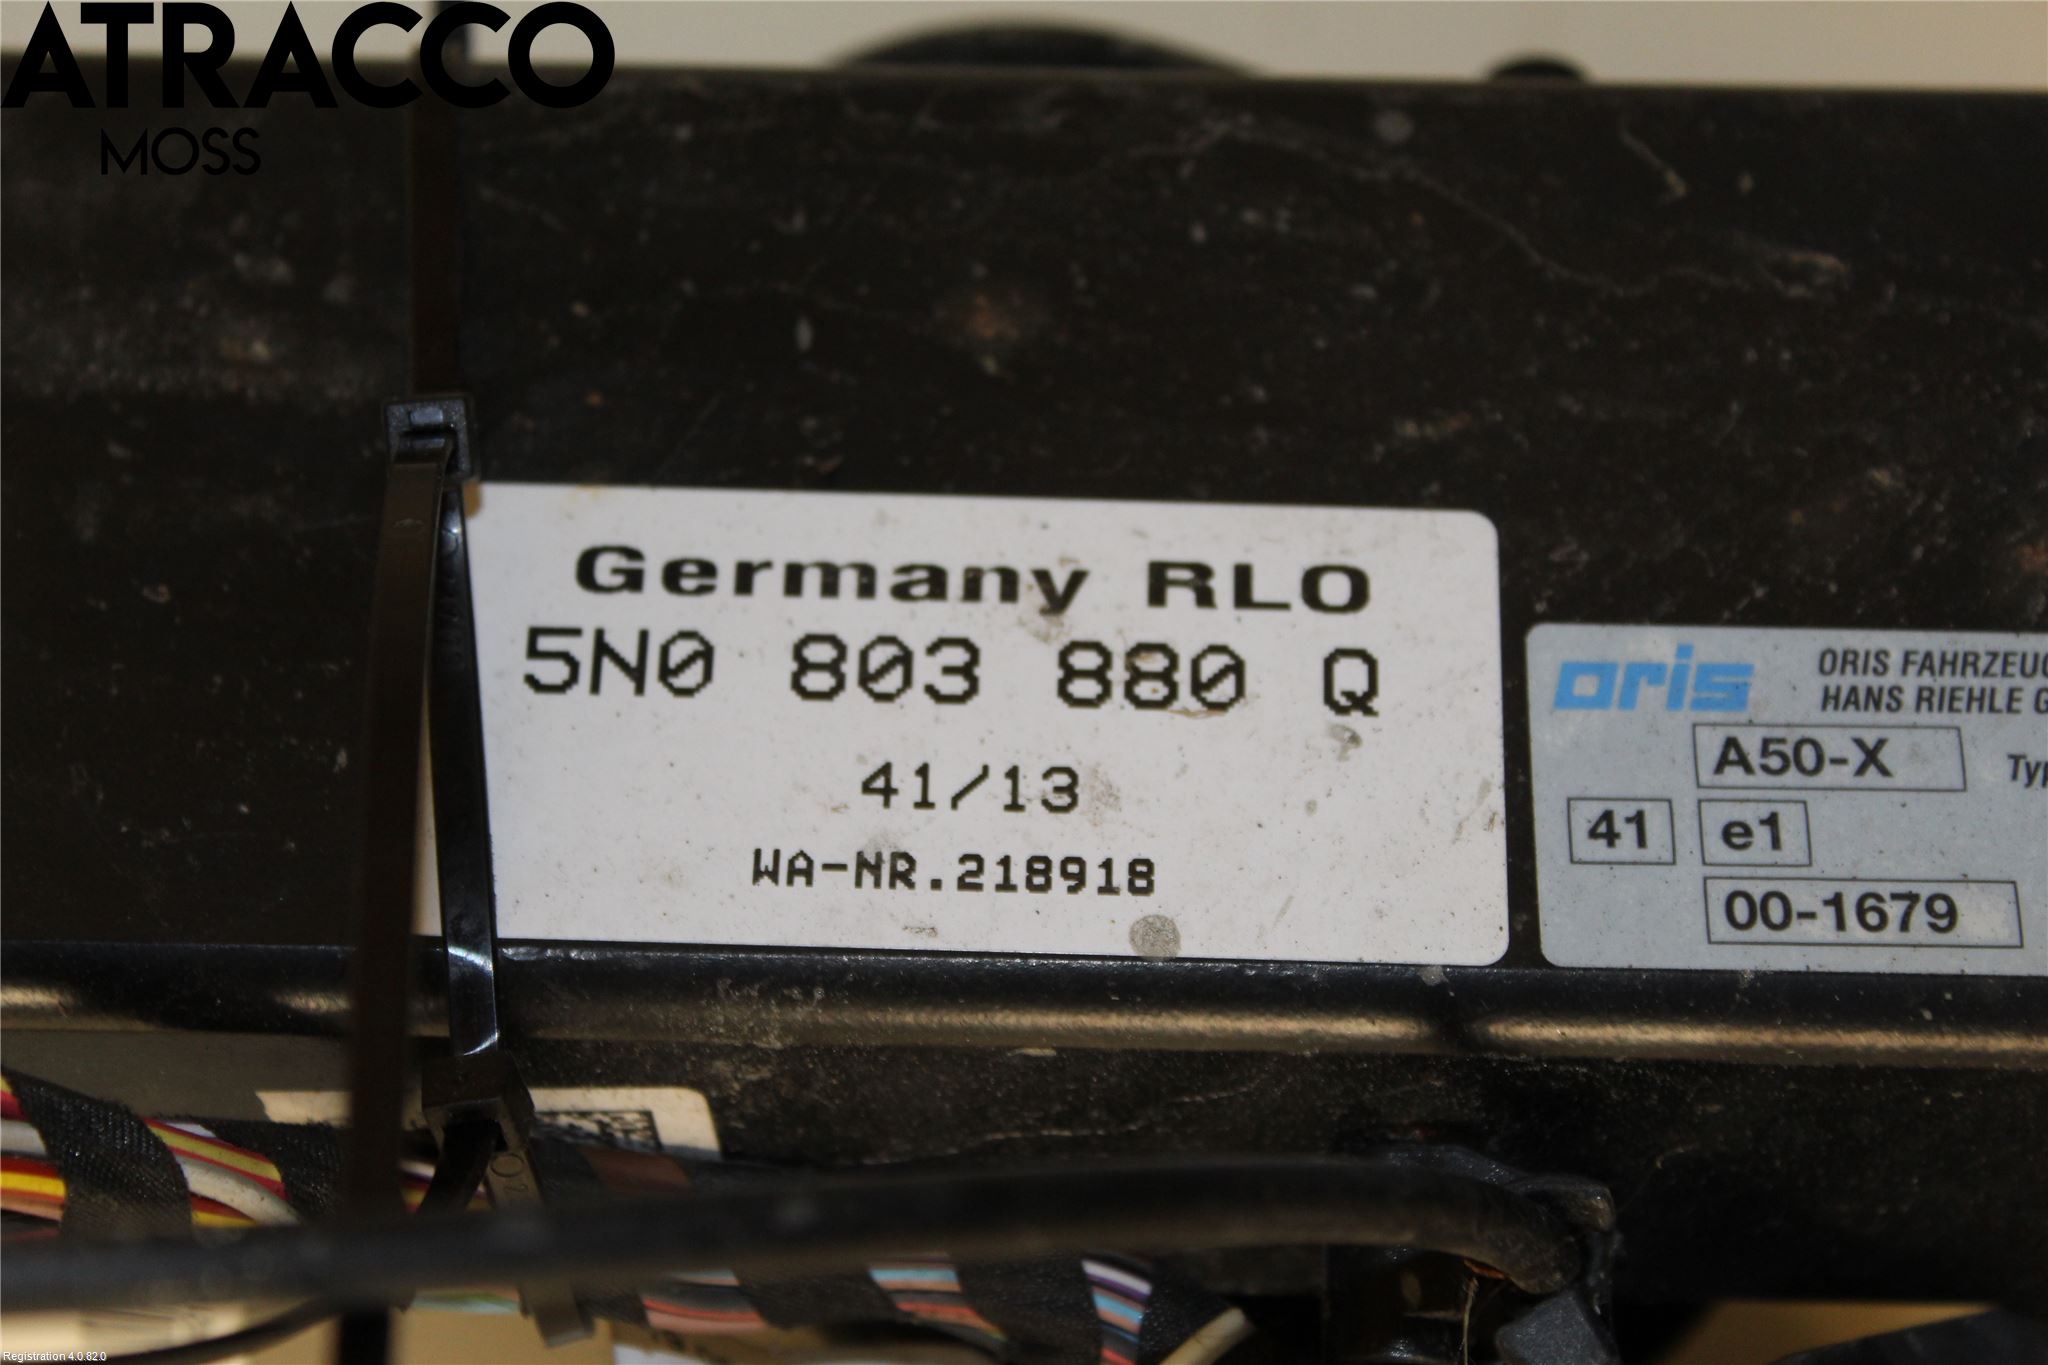 ATRACCO
MOSS
Germany RLO
5N0 803 880 Q
41/13
WA-NR.218918
oris
ORIS FAHRZEUG
HANS RIEHLE G
A50-X
Typ
41
e1
00-1679
Registration 4.0.82.0